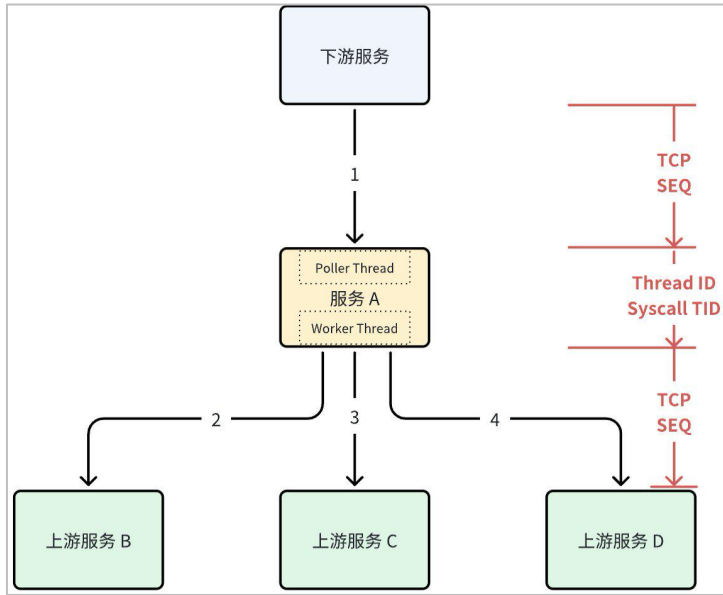 下游服务
TCP
SEQ
1
Poller Thread
服务 A
Worker Thread
Thread ID
Syscall TID
2
3
4
TCP
SEQ
上游服务 B
上游服务 C
上游服务 D